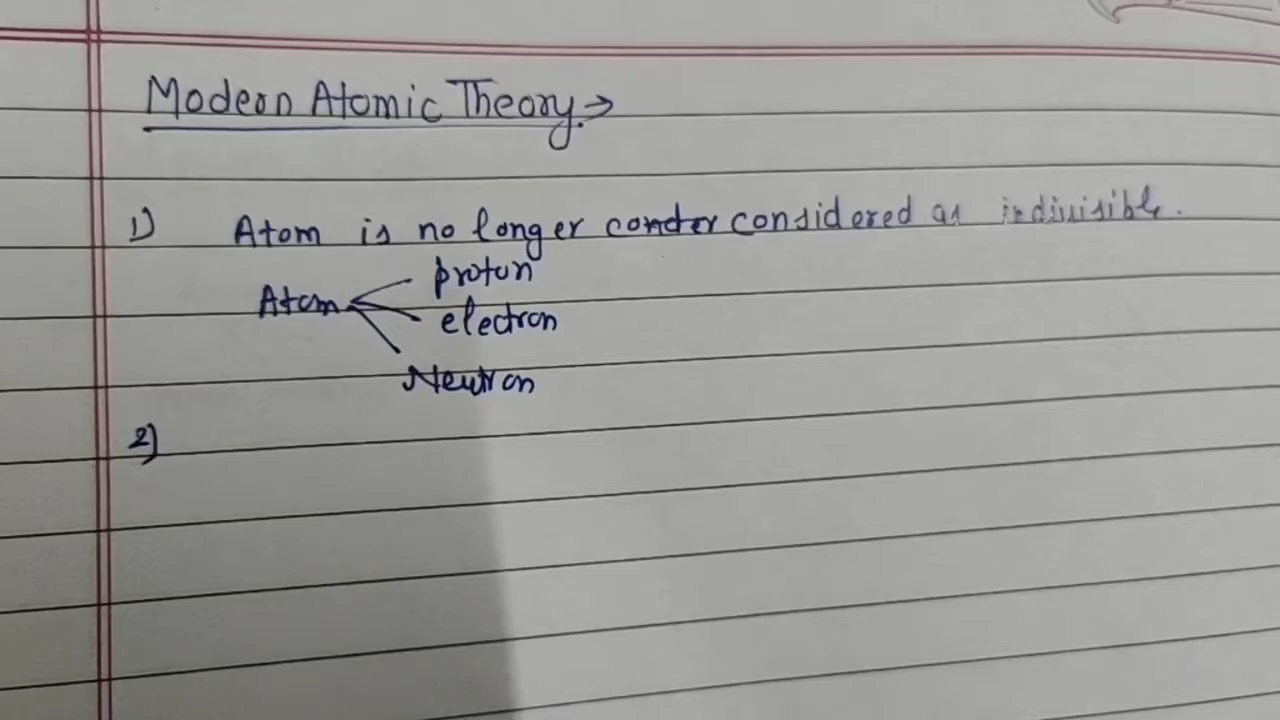 Modern Atomic Theory →
1) Atom is no longer conder considered as indivisible.
Atom proton
electron
Neutron
2)